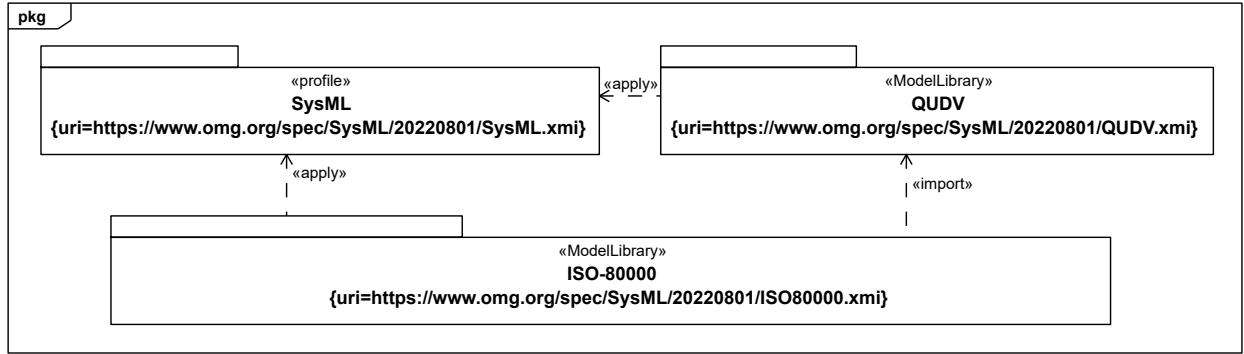 pkg
«profile»
SysML
{uri=https://www.omg.org/spec/SysML/20220801/SysML.xmi}
«apply»
«ModelLibrary»
QUDV
{uri=https://www.omg.org/spec/SysML/20220801/QUDV.xmi}
«apply»
«import»
«ModelLibrary»
ISO-80000
{uri=https://www.omg.org/spec/SysML/20220801/ISO80000.xmi}